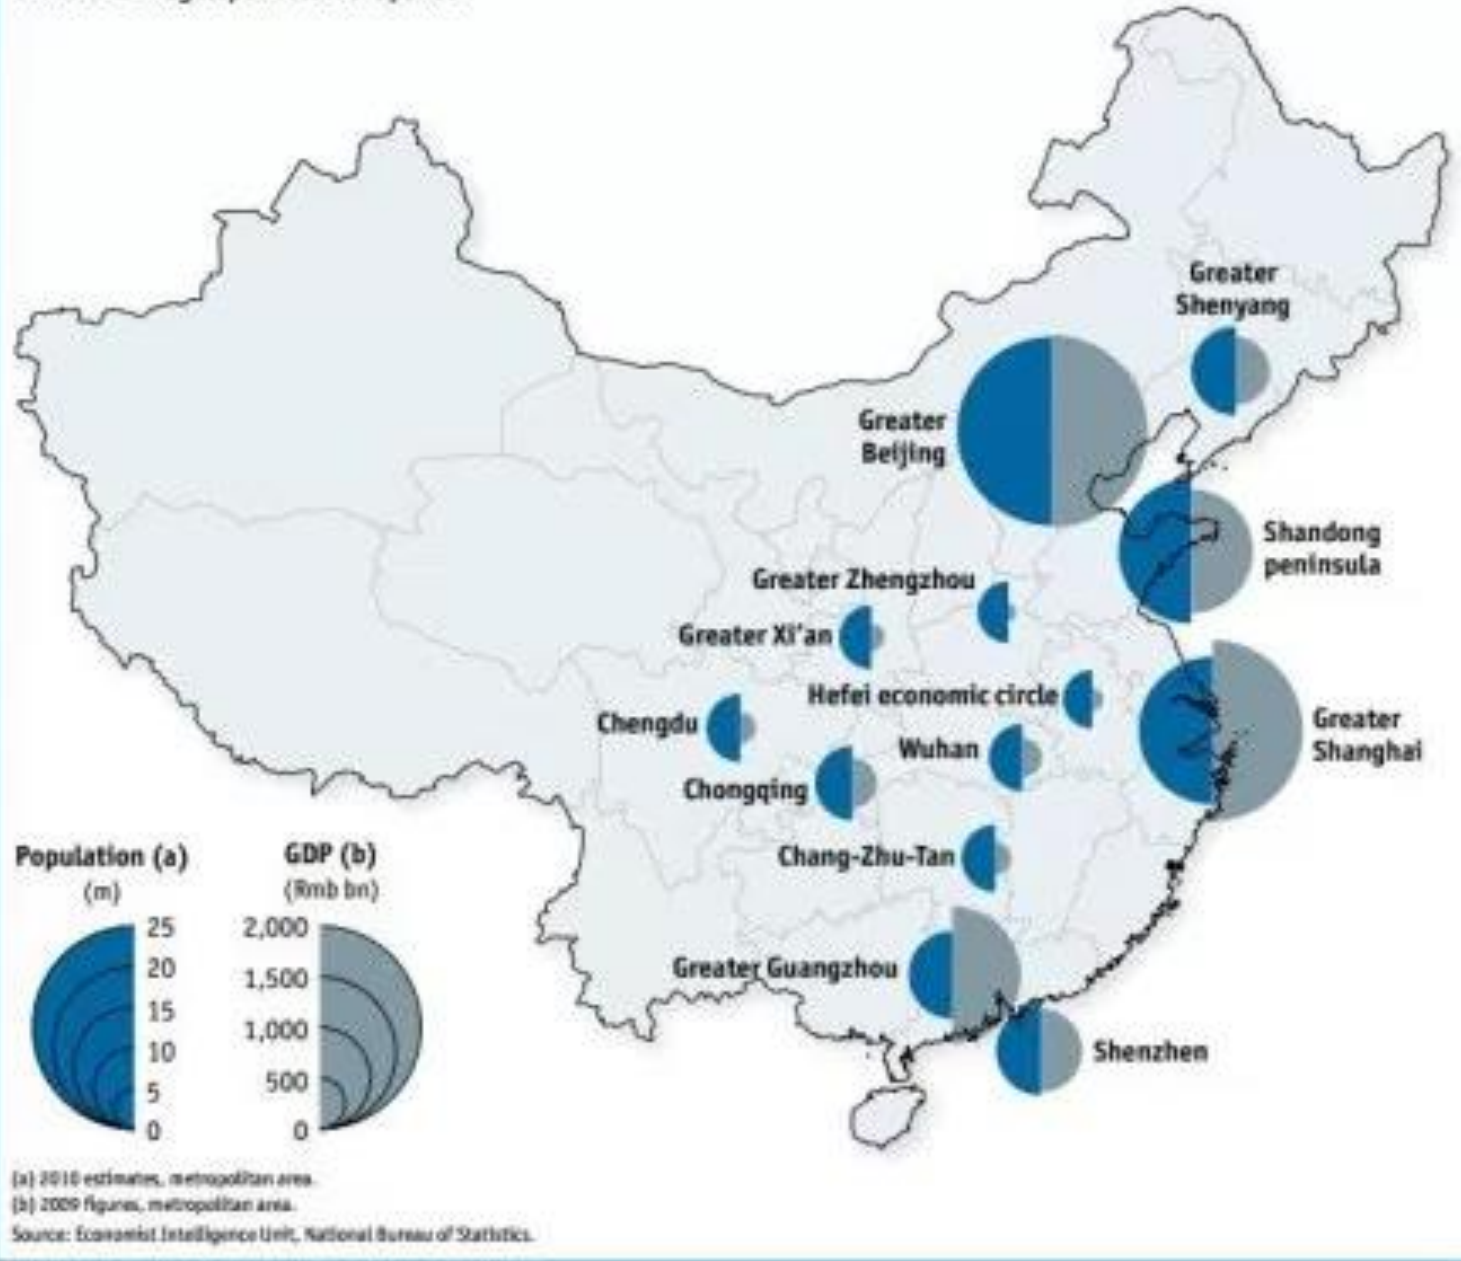 Greater
Shenyang
Greater
Beijing
Shandong
peninsula
Greater Zhengzhou
Greater Xi'an
Hefei economic circle
Chengdu
Wuhan
Greater
Shanghai
Chongqing
Chang-Zhu-Tan
Greater Guangzhou
Shenzhen
Population (a)
(m)
25
20
15
10
5
0
GDP (b)
(Rmb bn)
2,000
1,500
1,000
500
0
(a) 2010 estimates, metropolitan area.
(b) 2009 figures, metropolitan area.
Source: Economist Intelligence Unit, National Bureau of Statistics.